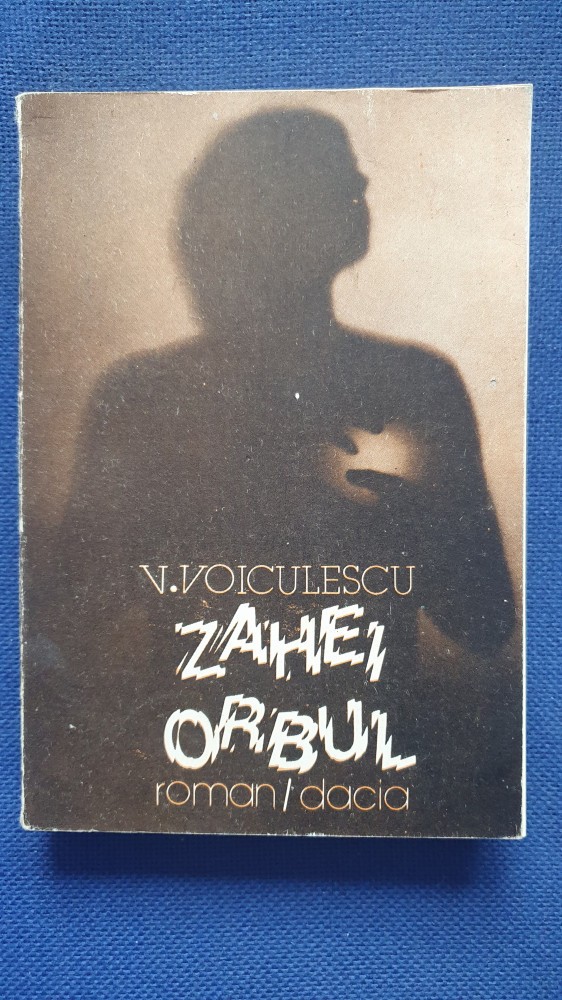 V.VOICULESCU
ZAHEI
ORBUL
roman/dacia